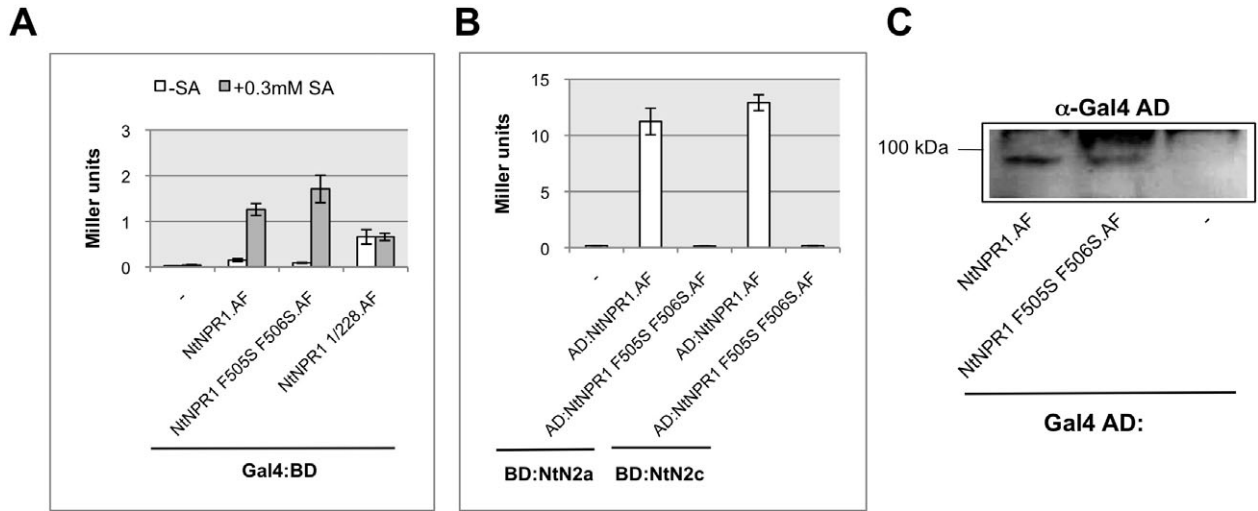 A
-SA
+0.3mM SA
Miller units
3
2
1
0
-
NtNPR1.AF
NtNPR1 F505S F506S.AF
NtNPR1 1/228.AF
Gal4:BD
B
Miller units
15
10
5
0
-
AD:NtNPR1.AF
AD:NtNPR1 F505S F506S.AF
AD:NtNPR1.AF
AD:NtNPR1 F505S F506S.AF
BD:NtN2a
BD:NtN2c
C
α-Gal4 AD
100 kDa
NtNPR1.AF
NtNPR1 F505S F506S.AF
-
Gal4 AD: